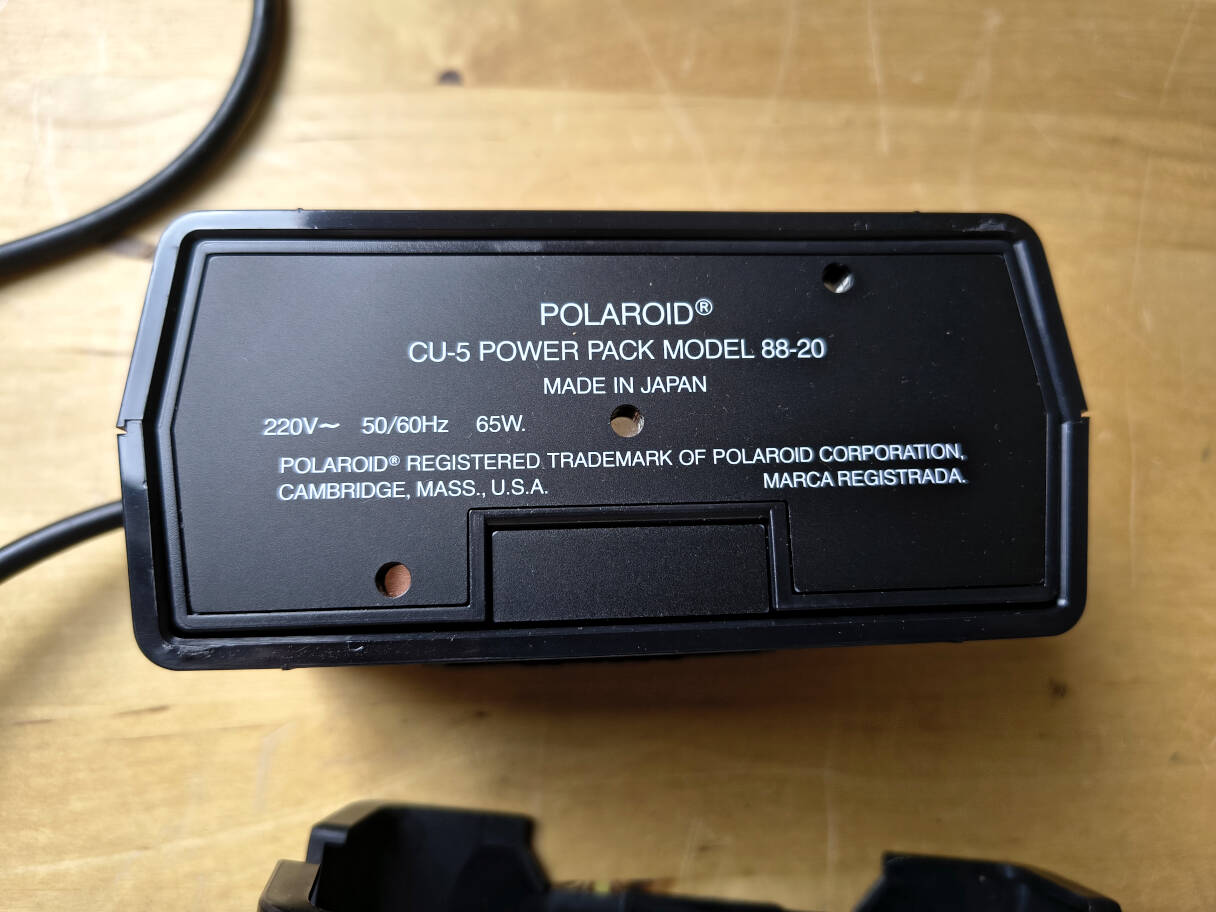 POLAROID®
CU-5 POWER PACK MODEL 88-20
MADE IN JAPAN
220V~ 50/60Hz 65W.
POLAROID® REGISTERED TRADEMARK OF POLAROID CORPORATION,
CAMBRIDGE, MASS., U.S.A. MARCA REGISTRADA.